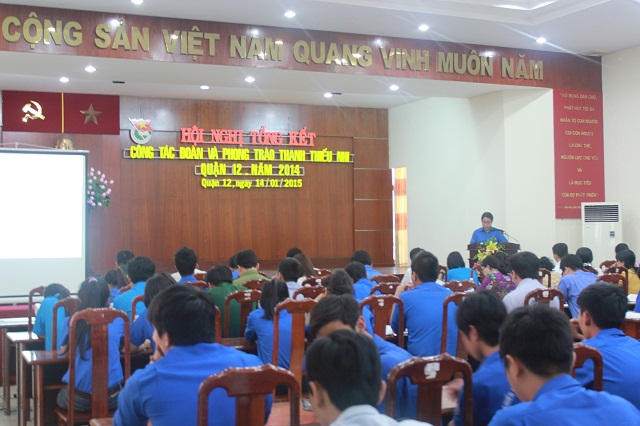 CỘNG SẢN VIỆT NAM QUANG VINH MUÔN NĂM
HỘI NGHỊ TỔNG KẾT
CÔNG TÁC ĐOÀN VÀ PHONG TRÀO THANH THIẾU NHI
QUẬN 12 NĂM 2014
Quận 12, ngày 14/01/2015